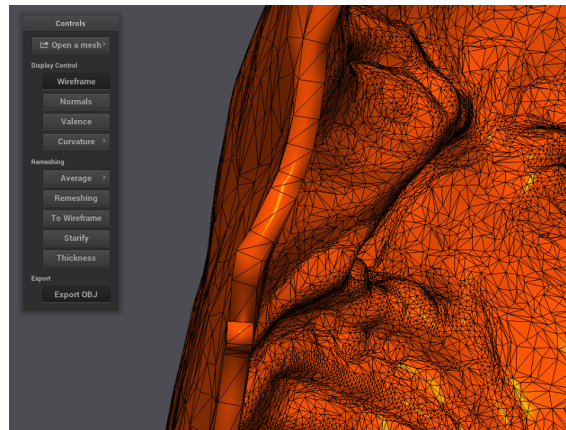 Controls
Open a mesh
Display Control
Wireframe
Normals
Valence
Curvature
Remeshing
Average
Remeshing
To Wireframe
Starify
Thickness
Export
Export OBJ